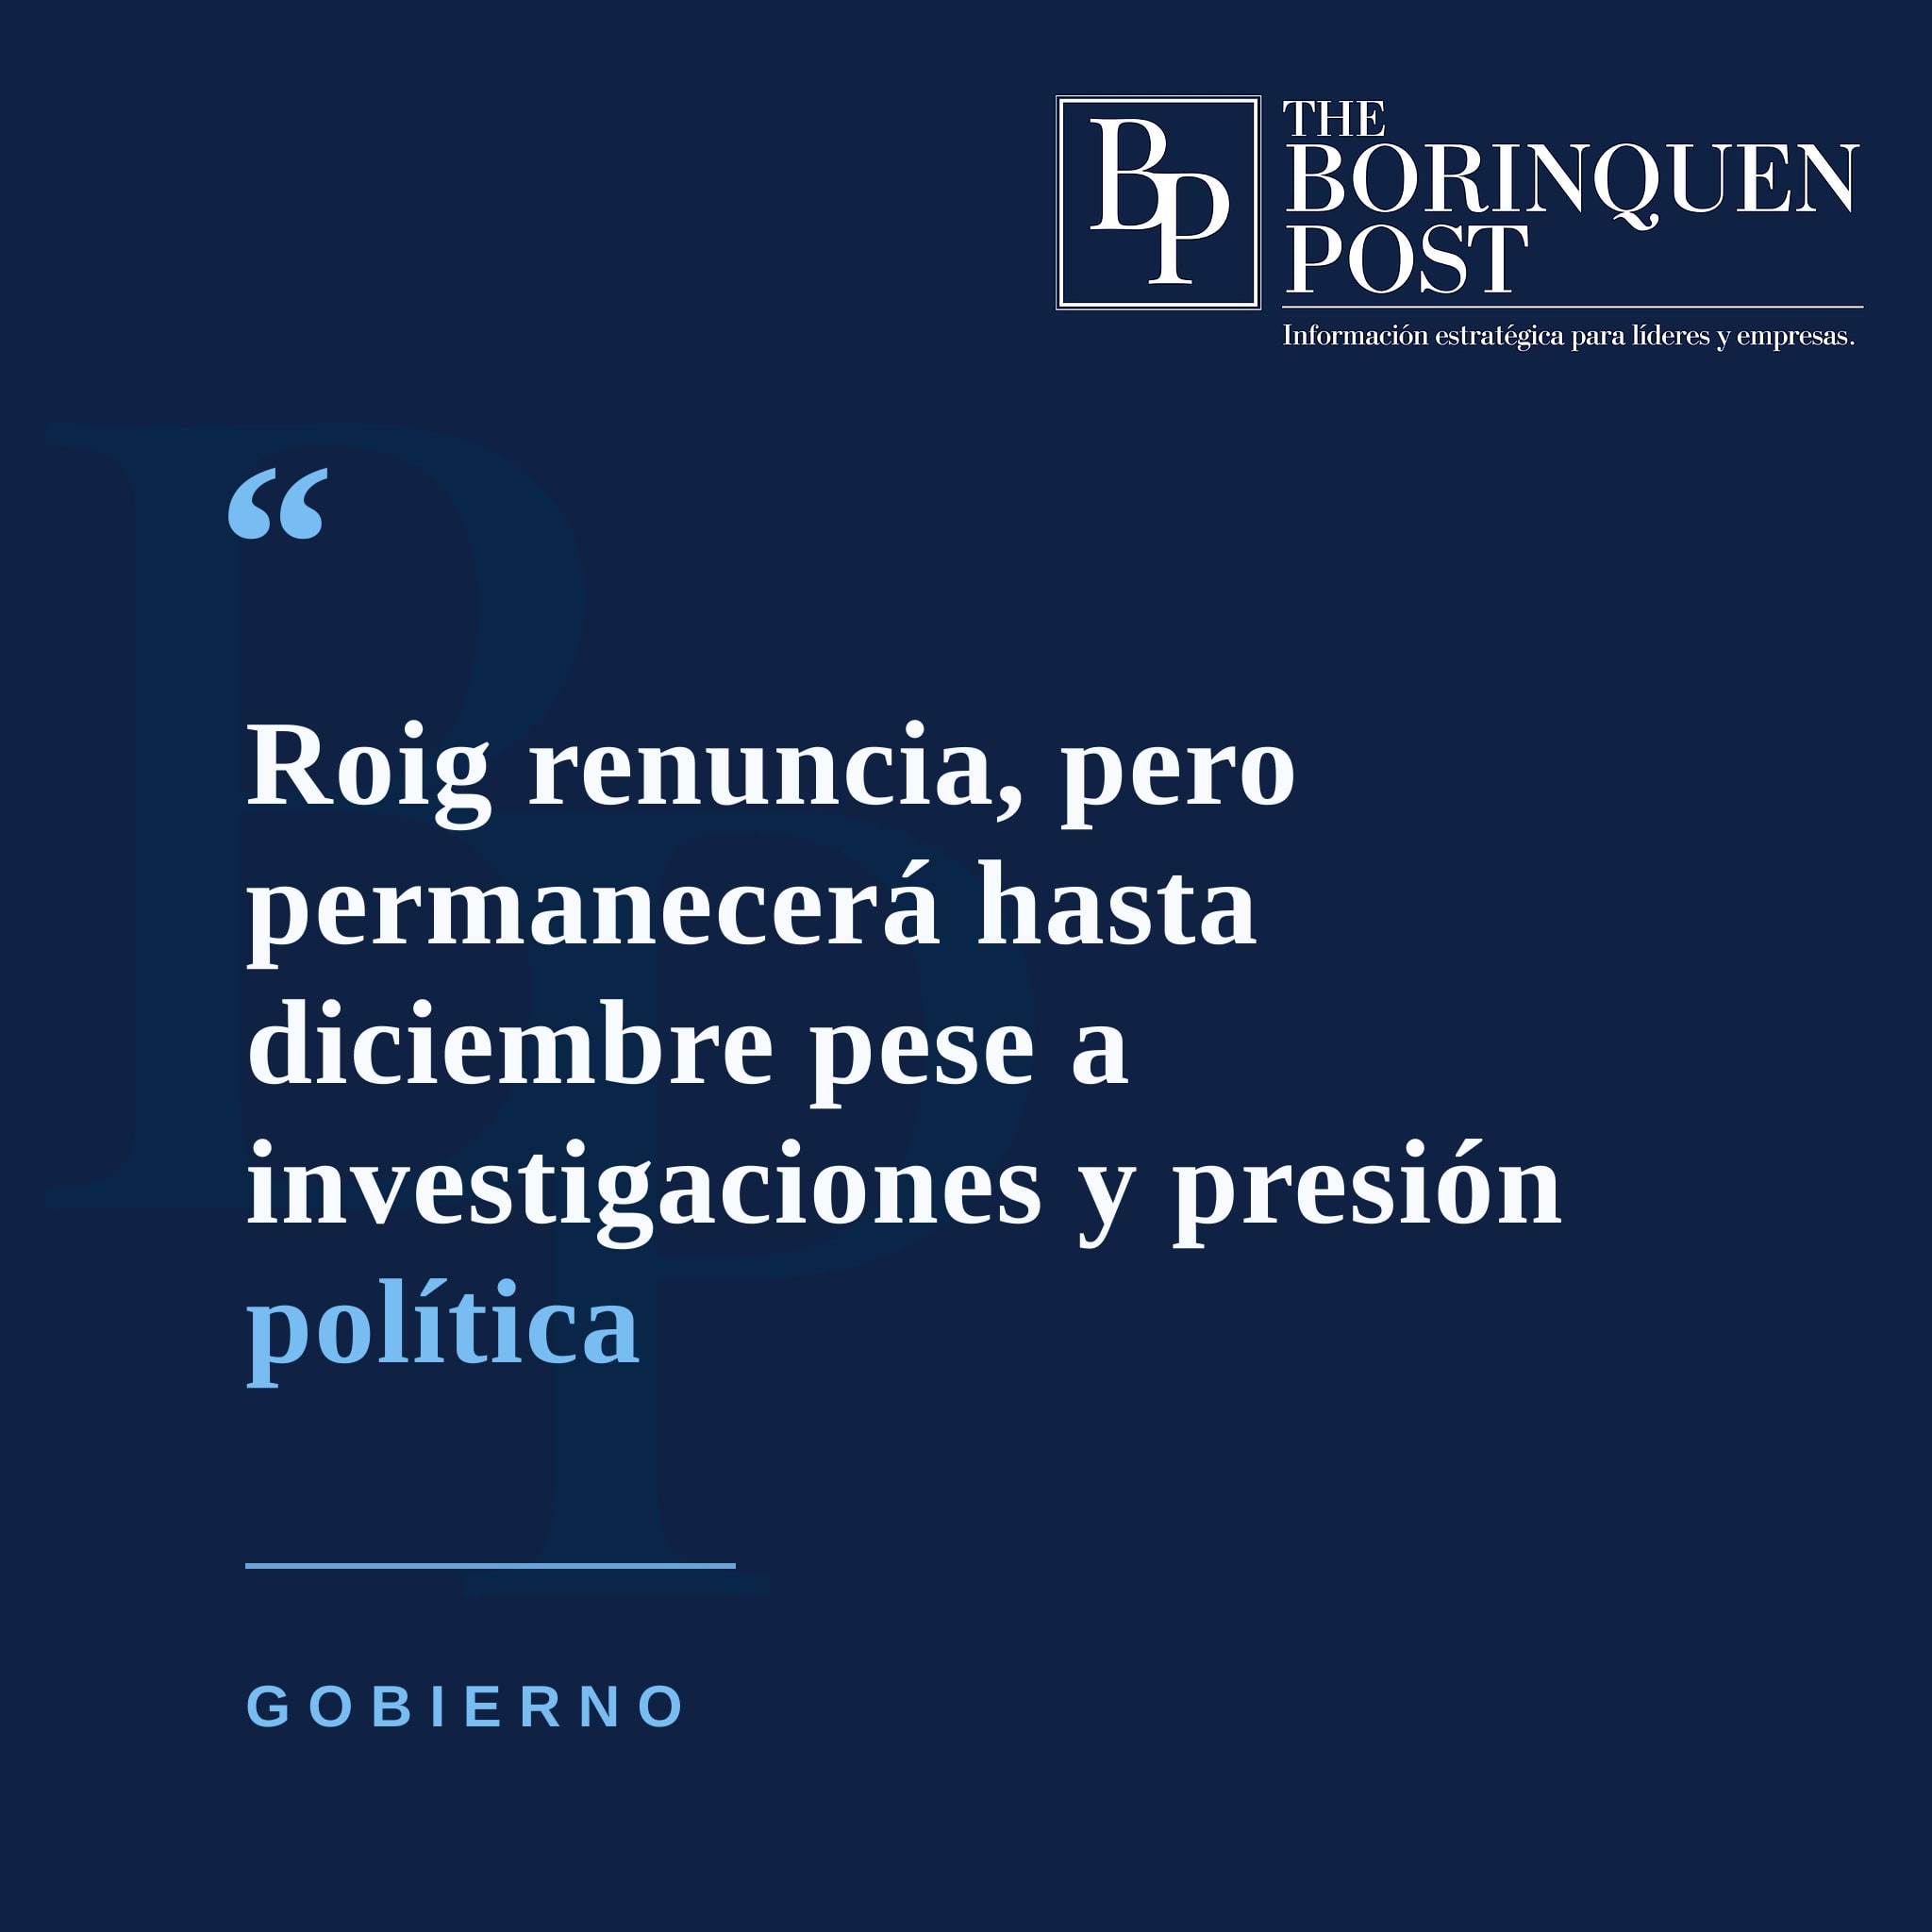 BP
THE
BORINQUEN
POST
Información estratégica para líderes y empresas.
“
Roig renuncia, pero
permanecerá hasta
diciembre pese a
investigaciones y presión
política
GOBIERNO